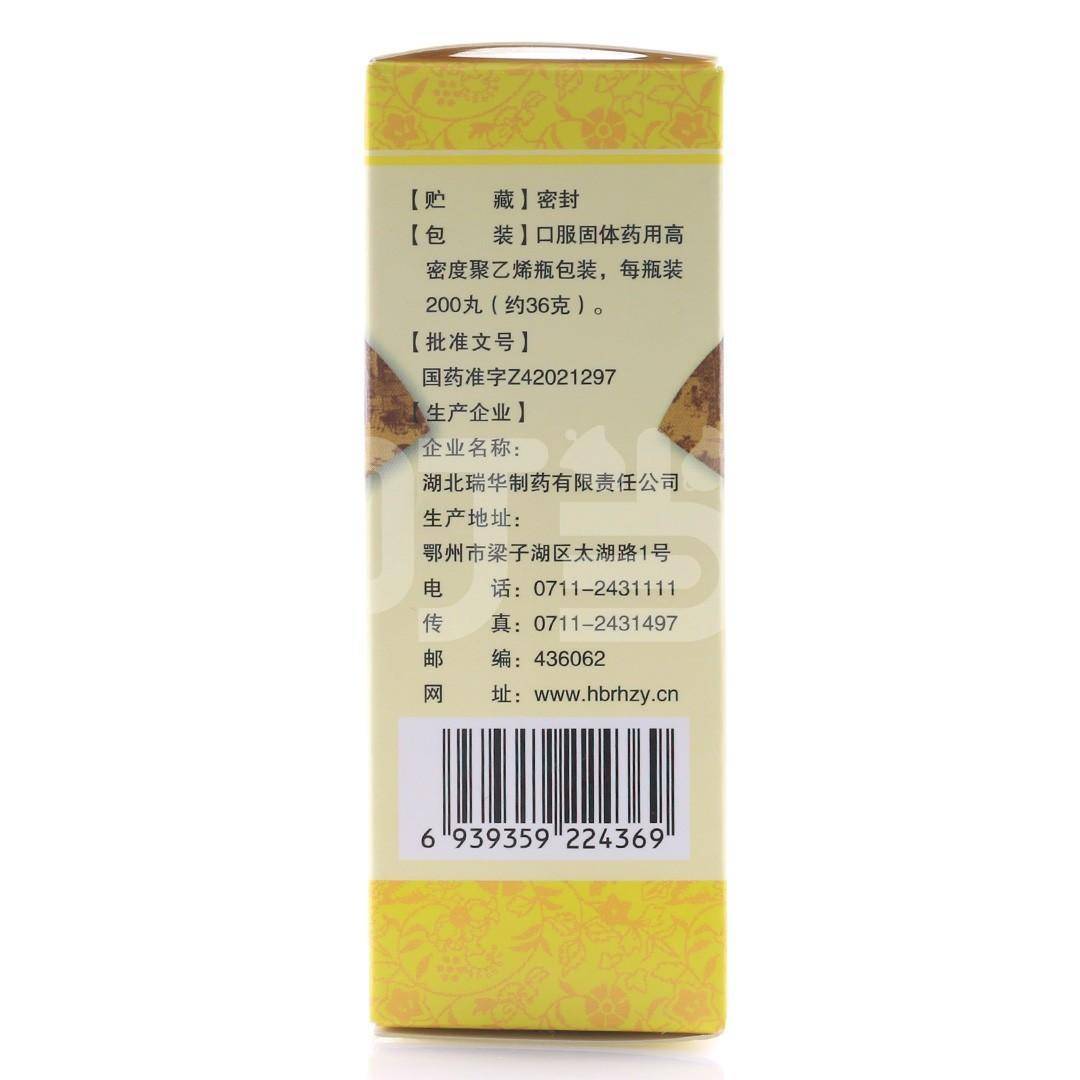 【贮　　藏】密封
【包　　装】口服固体药用高
密度聚乙烯瓶包装，每瓶装
200丸（约36克）。
【批准文号】
国药准字Z42021297
【生产企业】
企业名称：
湖北瑞华制药有限责任公司
生产地址：
鄂州市梁子湖区太湖路1号
电　　话：0711-2431111
传　　真：0711-2431497
邮　　编：436062
网　　址：www.hbrhzy.cn
6 939359 224369
叮当